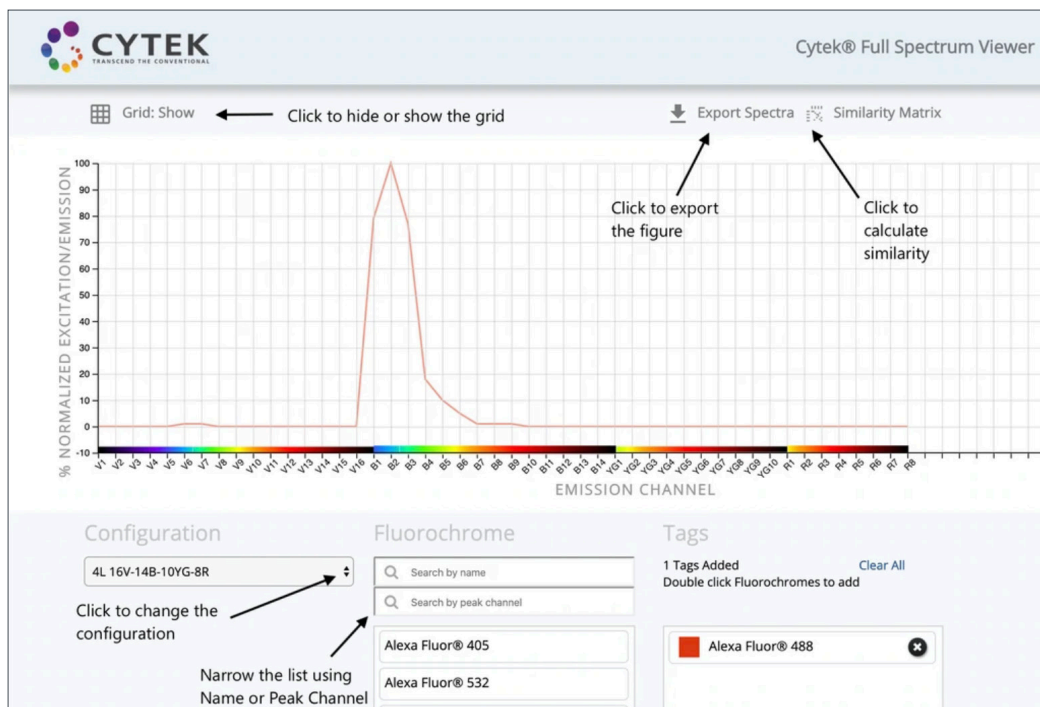 CYTEK
TRANSCEND THE CONVENTIONAL
Cytek® Full Spectrum Viewer
Grid: Show
Click to hide or show the grid
Export Spectra
Similarity Matrix
Click to export
the figure
Click to
calculate
similarity
% NORMALIZED EXCITATION/EMISSION
100
90
80
70
60
50
40
30
20
10
0
-10
V1 V2 V3 V4 V5 V6 V7 V8 V9 V10 V11 V12 V13 V14 V15 V16 B1 B2 B3 B4 B5 B6 B7 B8 B9 B10 B11 B12 B13 B14 YG1 YG2 YG3 YG4 YG5 YG6 YG7 YG8 YG9 YG10 R1 R2 R3 R4 R5 R6 R7 R8
EMISSION CHANNEL
Configuration
4L 16V-14B-10YG-8R
Click to change the
configuration
Fluorochrome
Search by name
Search by peak channel
Narrow the list using
Name or Peak Channel
Alexa Fluor® 405
Alexa Fluor® 532
Tags
1 Tags Added
Clear All
Double click Fluorochromes to add
Alexa Fluor® 488